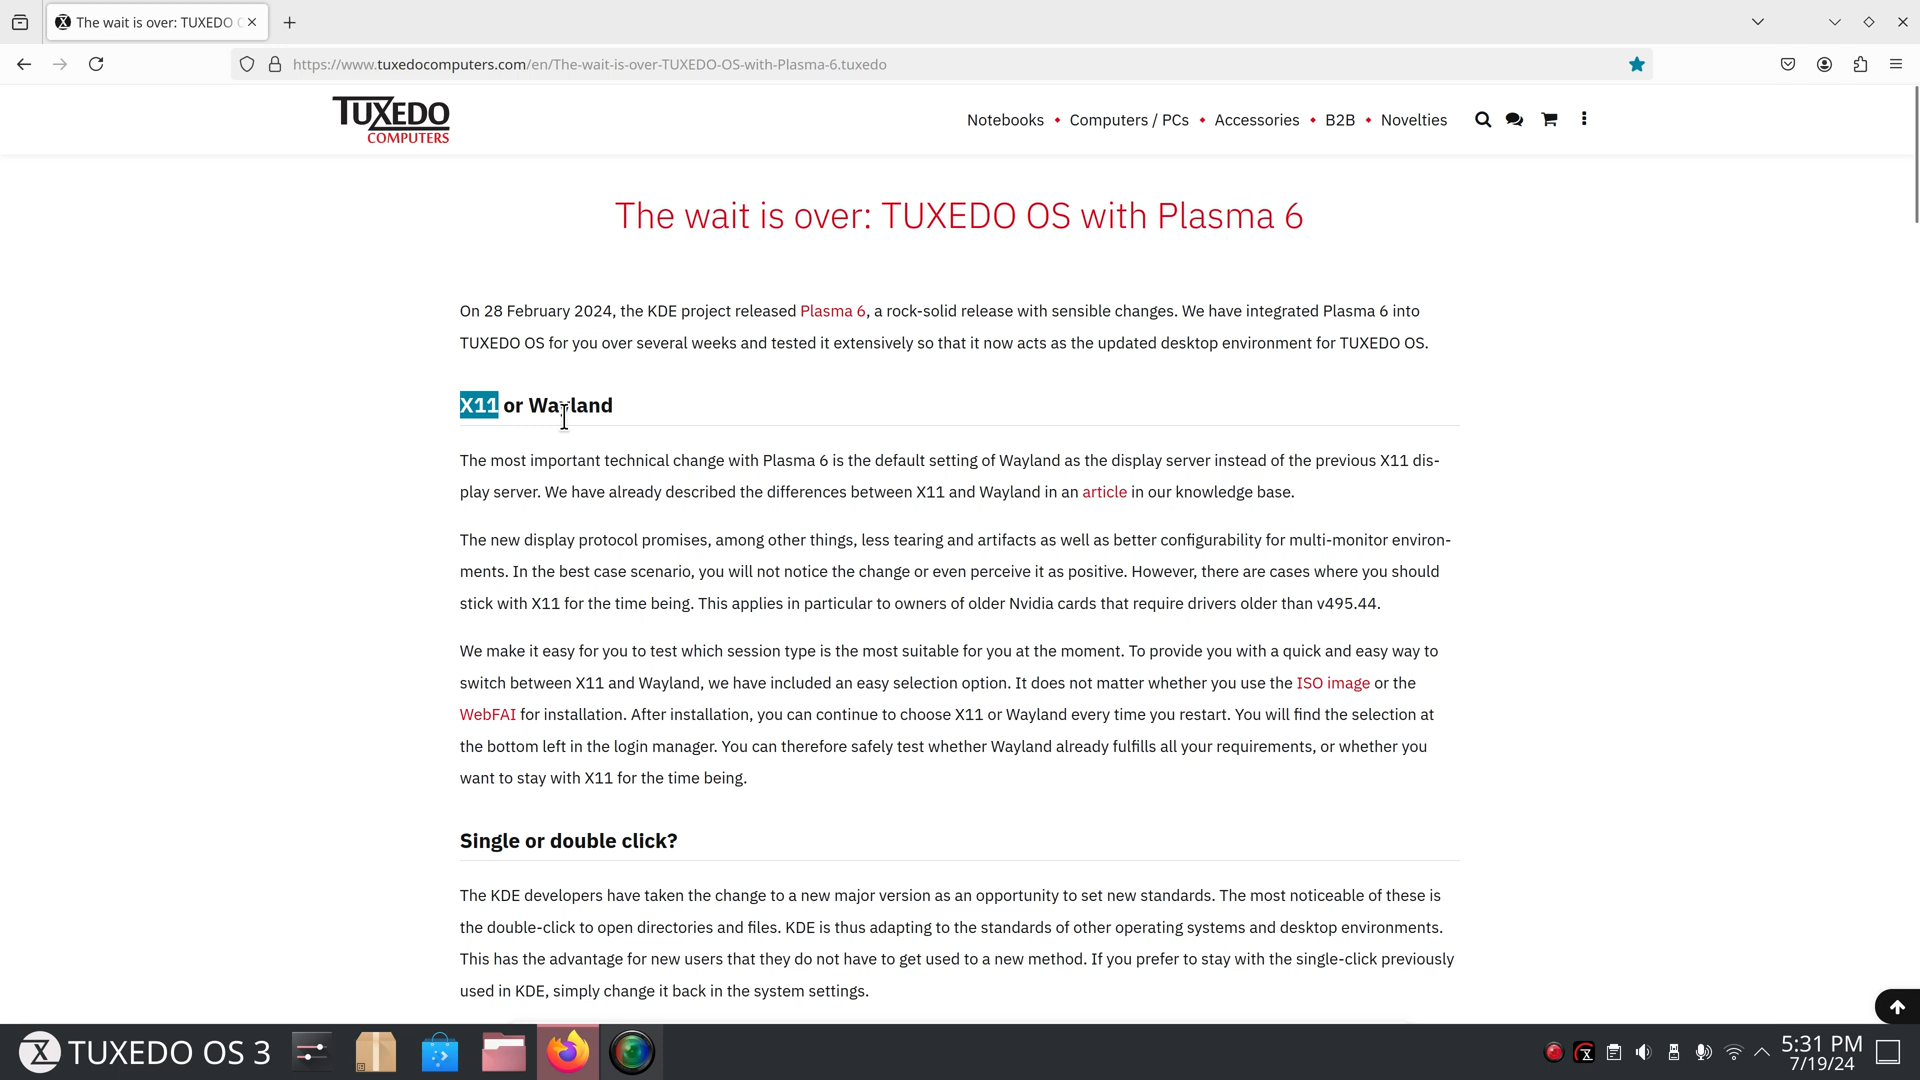 The wait is over: TUXEDO O
https://www.tuxedocomputers.com/en/The-wait-is-over-TUXEDO-OS-with-Plasma-6.tuxedo
TUXEDO
COMPUTERS
Notebooks • Computers / PCs • Accessories • B2B • Novelties
The wait is over: TUXEDO OS with Plasma 6
On 28 February 2024, the KDE project released Plasma 6, a rock-solid release with sensible changes. We have integrated Plasma 6 into
TUXEDO OS for you over several weeks and tested it extensively so that it now acts as the updated desktop environment for TUXEDO OS.
X11 or Wayland
The most important technical change with Plasma 6 is the default setting of Wayland as the display server instead of the previous X11 dis-
play server. We have already described the differences between X11 and Wayland in an article in our knowledge base.
The new display protocol promises, among other things, less tearing and artifacts as well as better configurability for multi-monitor environ-
ments. In the best case scenario, you will not notice the change or even perceive it as positive. However, there are cases where you should
stick with X11 for the time being. This applies in particular to owners of older Nvidia cards that require drivers older than v495.44.
We make it easy for you to test which session type is the most suitable for you at the moment. To provide you with a quick and easy way to
switch between X11 and Wayland, we have included an easy selection option. It does not matter whether you use the ISO image or the
WebFAI for installation. After installation, you can continue to choose X11 or Wayland every time you restart. You will find the selection at
the bottom left in the login manager. You can therefore safely test whether Wayland already fulfills all your requirements, or whether you
want to stay with X11 for the time being.
Single or double click?
The KDE developers have taken the change to a new major version as an opportunity to set new standards. The most noticeable of these is
the double-click to open directories and files. KDE is thus adapting to the standards of other operating systems and desktop environments.
This has the advantage for new users that they do not have to get used to a new method. If you prefer to stay with the single-click previously
used in KDE, simply change it back in the system settings.
TUXEDO OS 3
5:31 PM
7/19/24